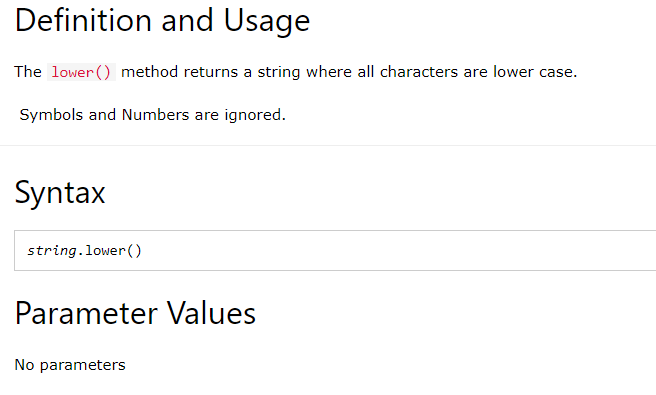 Definition and Usage
The lower() method returns a string where all characters are lower case.
Symbols and Numbers are ignored.
Syntax
string.lower()
Parameter Values
No parameters